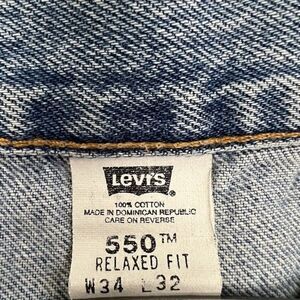 Levi's®
100% COTTON
MADE IN DOMINICAN REPUBLIC
CARE ON REVERSE
550™
RELAXED FIT
W34 L32